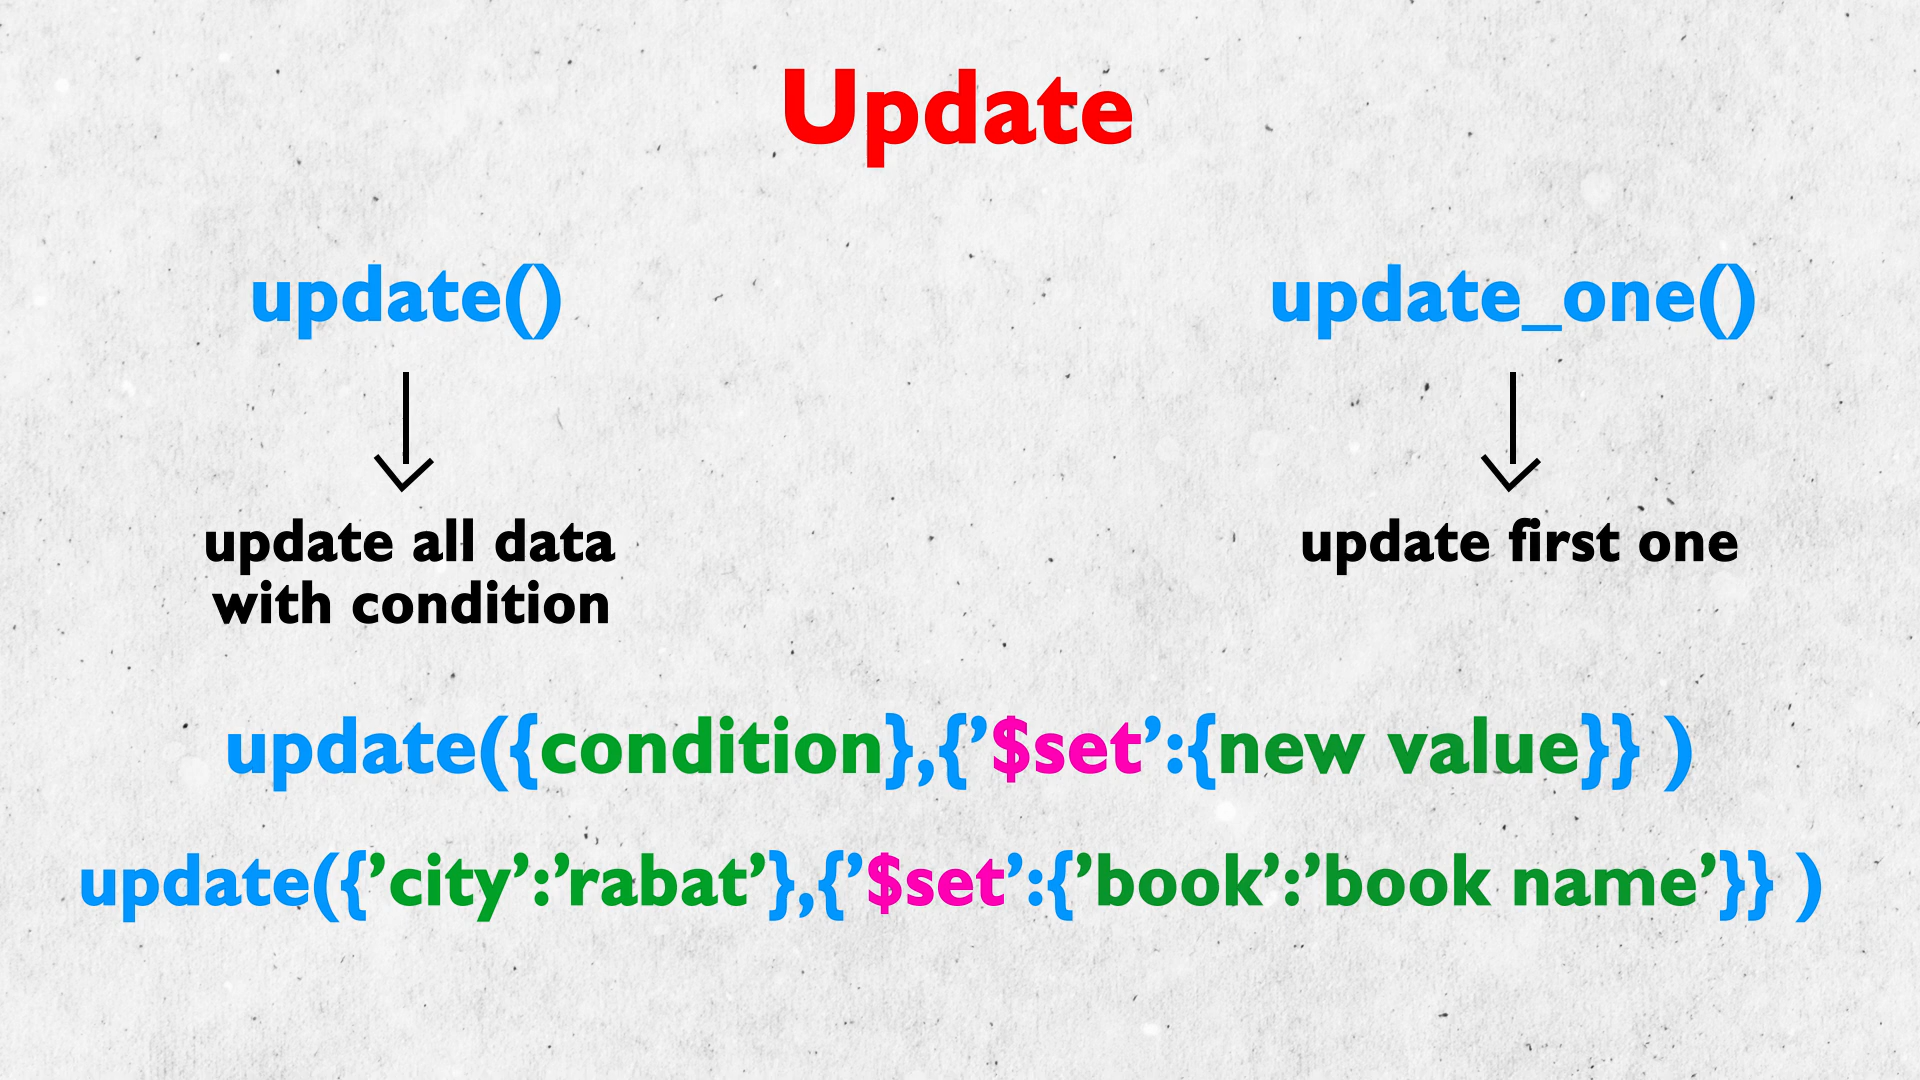 Update
update()
update_one()
update all data
with condition
update first one
update({condition},{’$set’:{new value}} )
update({’city’:’rabat’},{’$set’:{’book’:’book name’}} )